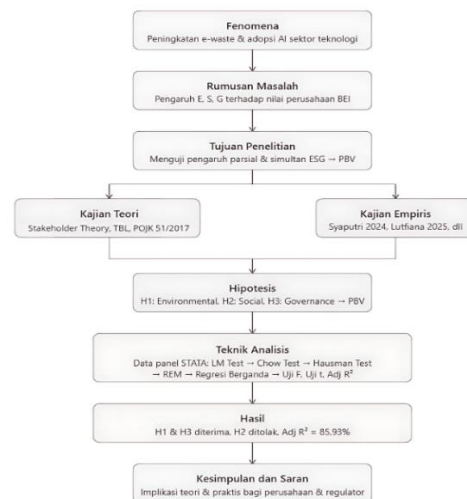 Fenomena
Peningkatan e-waste & adopsi AI sektor teknologi
Rumusan Masalah
Pengaruh E, S, G terhadap nilai perusahaan BEI
Tujuan Penelitian
Menguji pengaruh parsial & simultan ESG → PBV
Kajian Teori
Stakeholder Theory, TBL, POJK 51/2017
Kajian Empiris
Syaputri 2024, Lutfiana 2025, dll
Hipotesis
H1: Environmental, H2: Social, H3: Governance → PBV
Teknik Analisis
Data panel STATA: LM Test → Chow Test → Hausman Test
→ REM → Regresi Berganda → Uji F, Uji t, Adj R²
Hasil
H1 & H3 diterima, H2 ditolak, Adj R² = 85,93%
Kesimpulan dan Saran
Implikasi teori & praktis bagi perusahaan & regulator